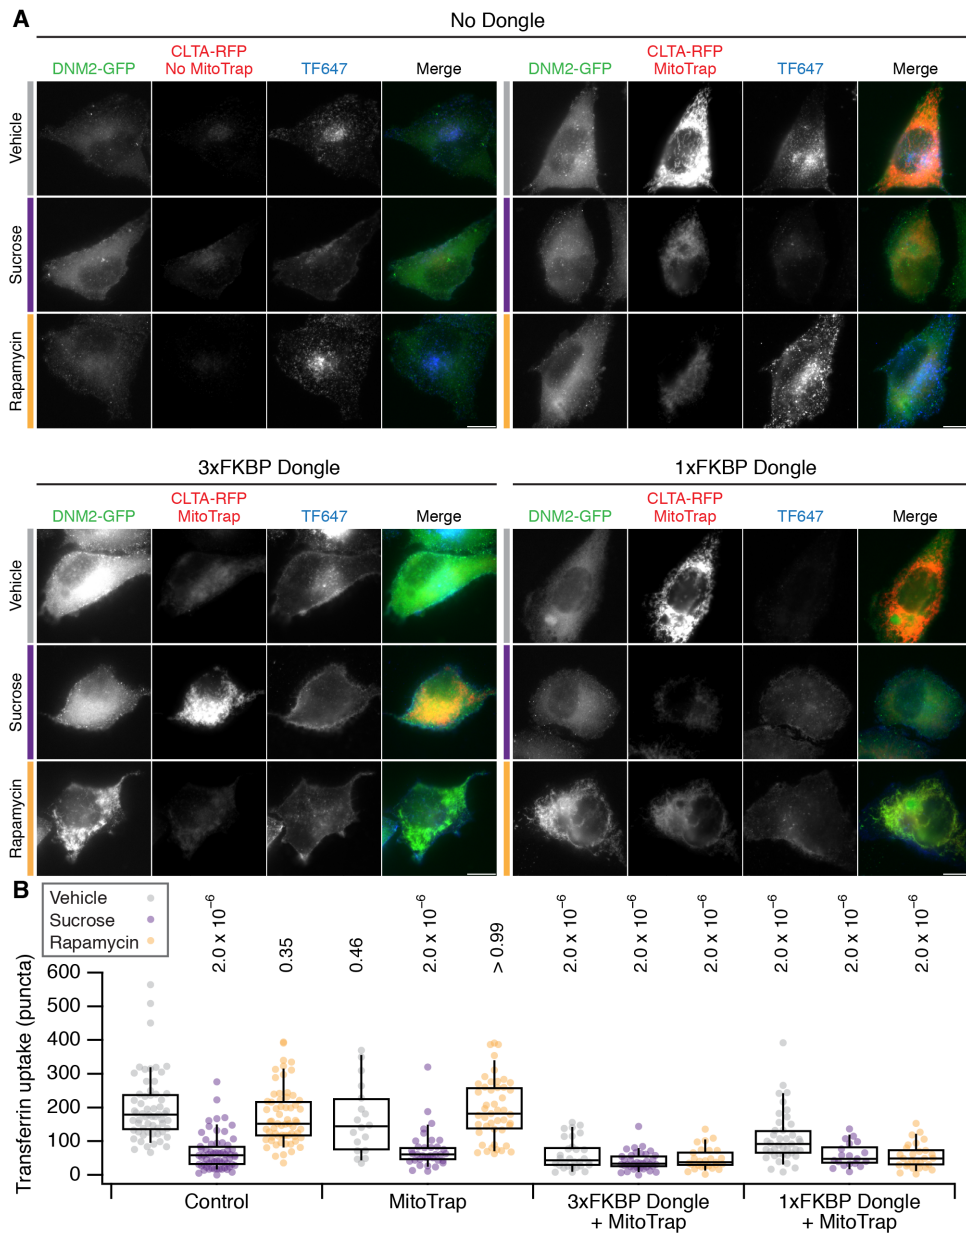 A
No Dongle
DNM2-GFP
CLTA-RFP
No MitoTrap
TF647
Merge
DNM2-GFP
CLTA-RFP
MitoTrap
TF647
Merge
Vehicle
Sucrose
Rapamycin
3xFKBP Dongle
1xFKBP Dongle
DNM2-GFP
CLTA-RFP
MitoTrap
TF647
Merge
DNM2-GFP
CLTA-RFP
MitoTrap
TF647
Merge
Vehicle
Sucrose
Rapamycin
B
Vehicle
Sucrose
Rapamycin
2.0 x 10⁻⁶
0.35
0.46
2.0 x 10⁻⁶
> 0.99
2.0 x 10⁻⁶
2.0 x 10⁻⁶
2.0 x 10⁻⁶
2.0 x 10⁻⁶
2.0 x 10⁻⁶
2.0 x 10⁻⁶
Transferrin uptake (puncta)
600
500
400
300
200
100
0
Control
MitoTrap
3xFKBP Dongle
+ MitoTrap
1xFKBP Dongle
+ MitoTrap